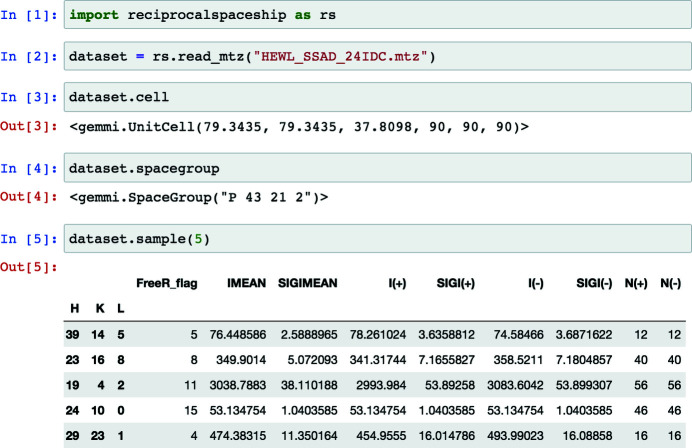 In [1]: import reciprocalspaceship as rs
In [2]: dataset = rs.read_mtz("HEWL_SSAD_24IDC.mtz")
In [3]: dataset.cell
Out[3]: <gemmi.UnitCell(79.3435, 79.3435, 37.8098, 90, 90, 90)>
In [4]: dataset.spacegroup
Out[4]: <gemmi.SpaceGroup("P 43 21 2")>
In [5]: dataset.sample(5)
Out[5]:
FreeR_flag IMEAN SIGIMEAN I(+) SIGI(+) I(-) SIGI(-) N(+) N(-)
H K L
39 14 5 5 76.448586 2.5888965 78.261024 3.6358812 74.58466 3.6871622 12 12
23 16 8 8 349.9014 5.072093 341.31744 7.1655827 358.5211 7.1804857 40 40
19 4 2 11 3038.7883 38.110188 2993.984 53.89258 3083.6042 53.899307 56 56
24 10 0 15 53.134754 1.0403585 53.134754 1.0403585 53.134754 1.0403585 46 46
29 23 1 4 474.38315 11.350164 454.9555 16.014786 493.99023 16.08858 16 16